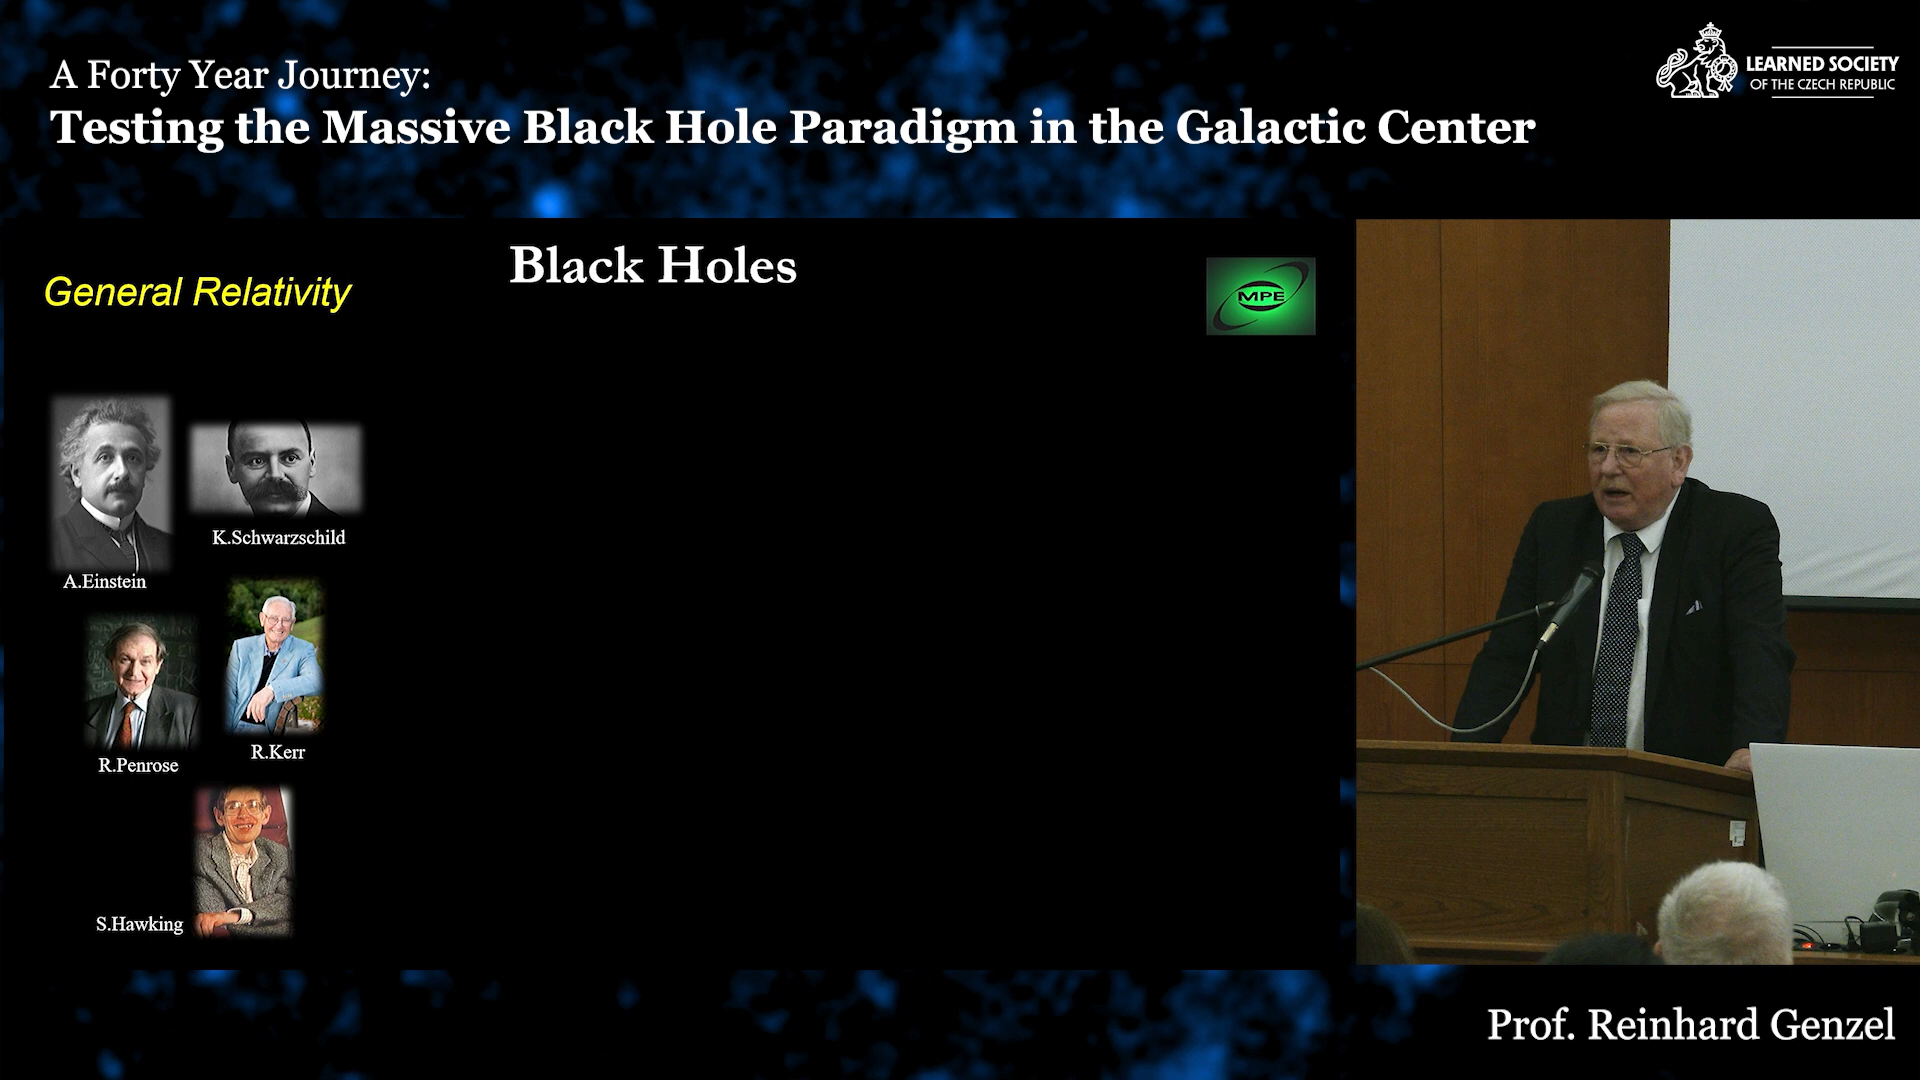 A Forty Year Journey:
Testing the Massive Black Hole Paradigm in the Galactic Center
LEARNED SOCIETY
OF THE CZECH REPUBLIC
Black Holes
General Relativity
MPE
K.Schwarzschild
A.Einstein
R.Kerr
R.Penrose
S.Hawking
Prof. Reinhard Genzel